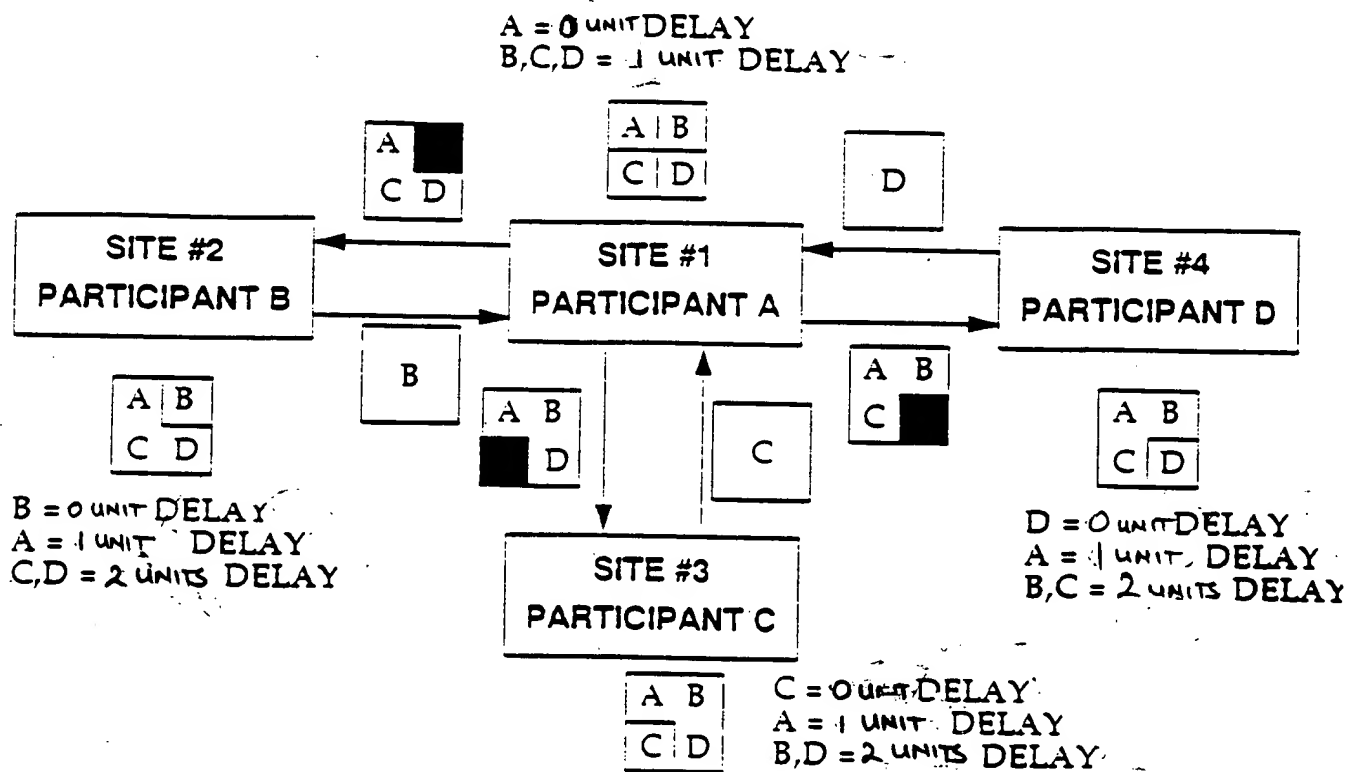 A = 0 UNIT DELAY
B,C,D = 1 UNIT DELAY
A B
C D
A
C D
D
SITE #2
PARTICIPANT B
SITE #1
PARTICIPANT A
SITE #4
PARTICIPANT D
B
A B
D
C
A B
C
A B
C D
A B
C D
B = 0 UNIT DELAY
A = 1 UNIT DELAY
C,D = 2 UNITS DELAY
D = 0 UNIT DELAY
A = 1 UNIT DELAY
B,C = 2 UNITS DELAY
SITE #3
PARTICIPANT C
A B
C D
C = 0 UNIT DELAY
A = 1 UNIT DELAY
B,D = 2 UNITS DELAY